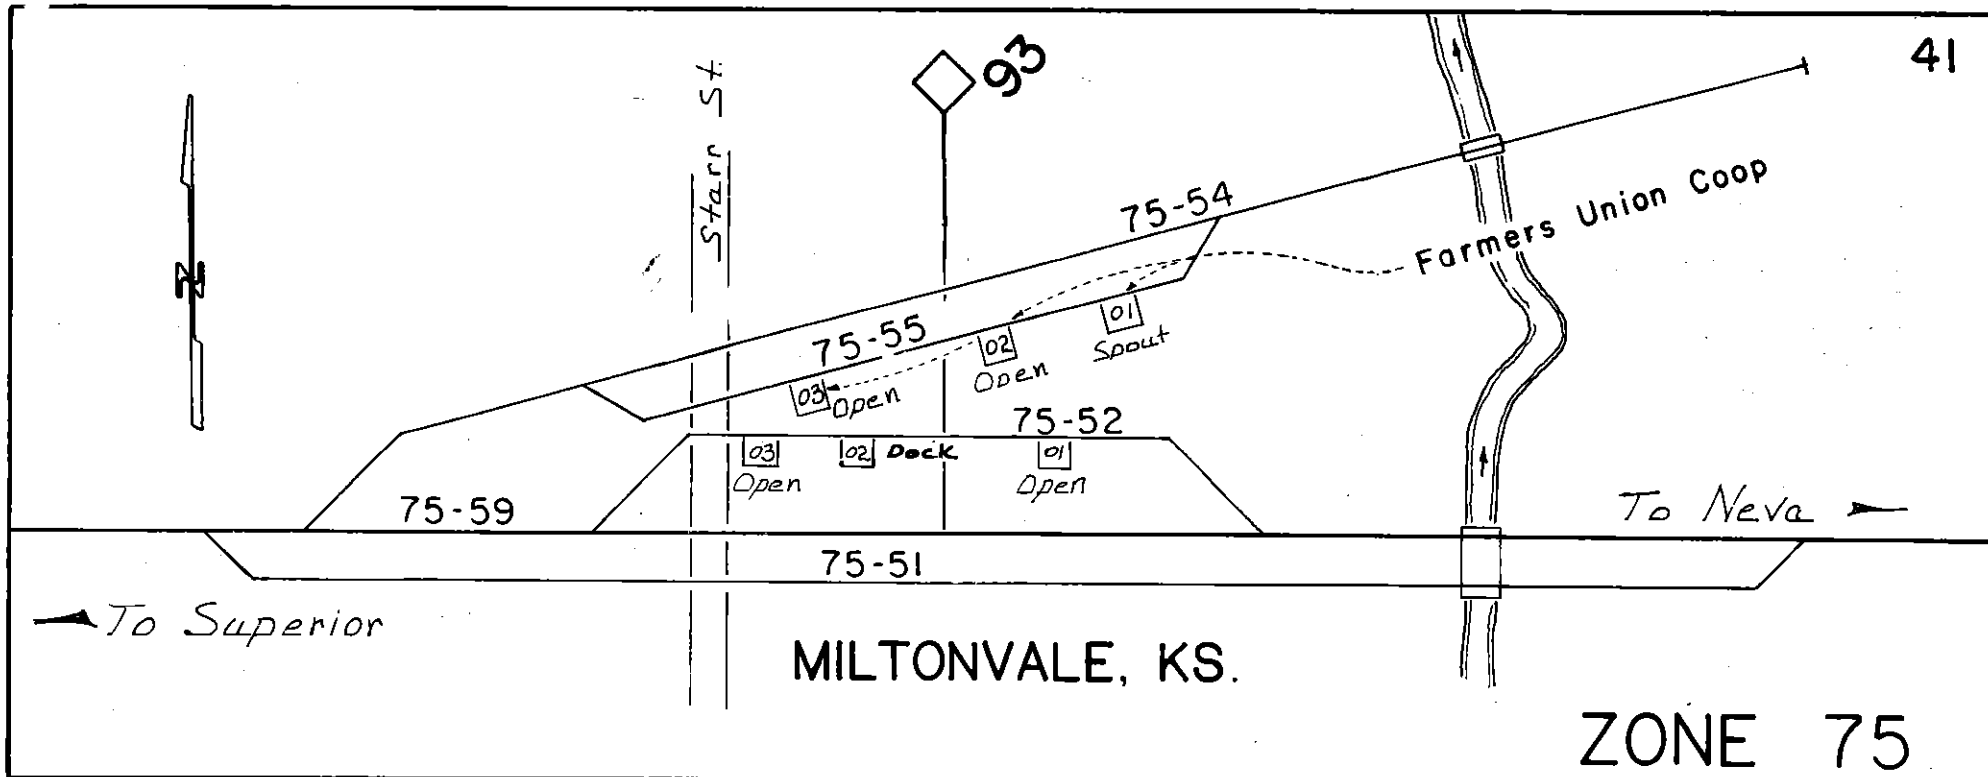 41
93
Starr St.
N
75-54
Farmers Union Coop
75-55
01
Spout
02
Open
03
Open
75-52
03
Open
02
Dock
01
Open
75-59
To Neva
75-51
To Superior
MILTONVALE, KS.
ZONE 75